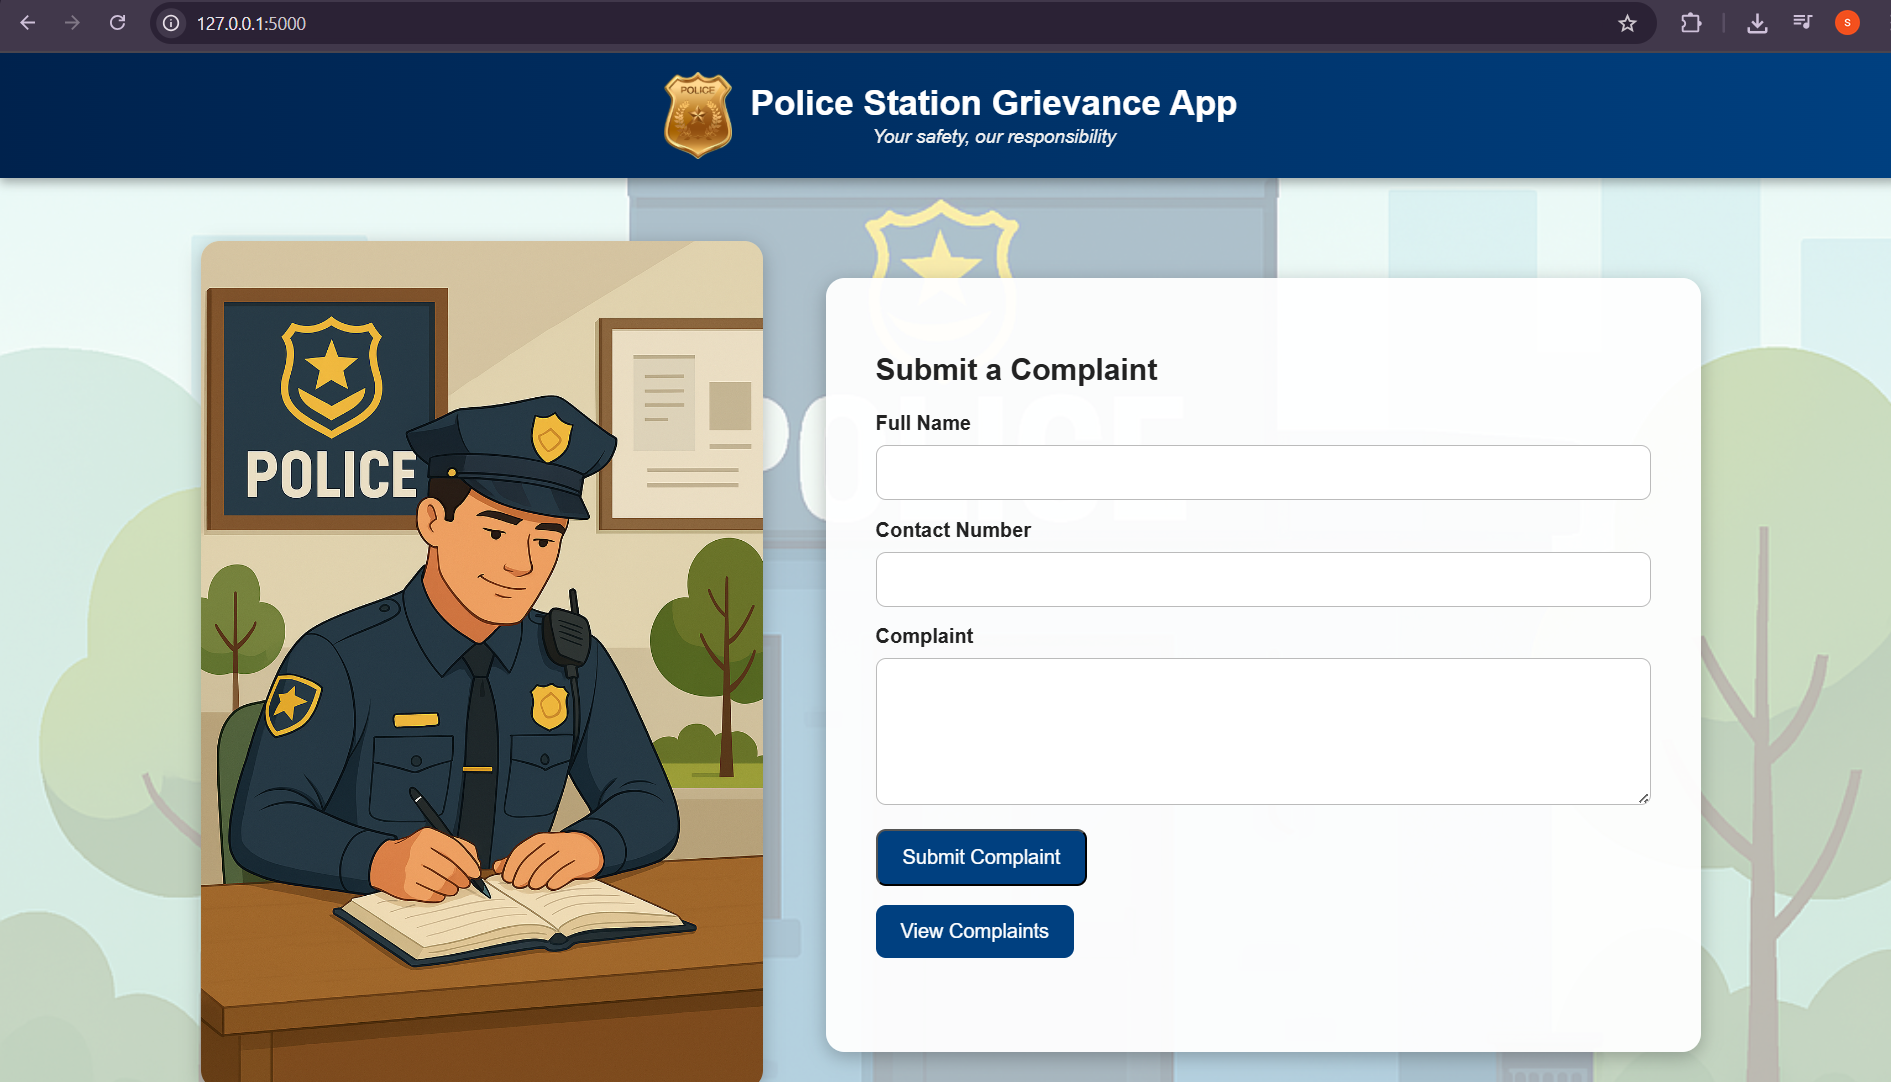 127.0.0.1:5000
S
POLICE
Police Station Grievance App
Your safety, our responsibility
POLICE
POLICE
Submit a Complaint
Full Name
Contact Number
Complaint
Submit Complaint
View Complaints